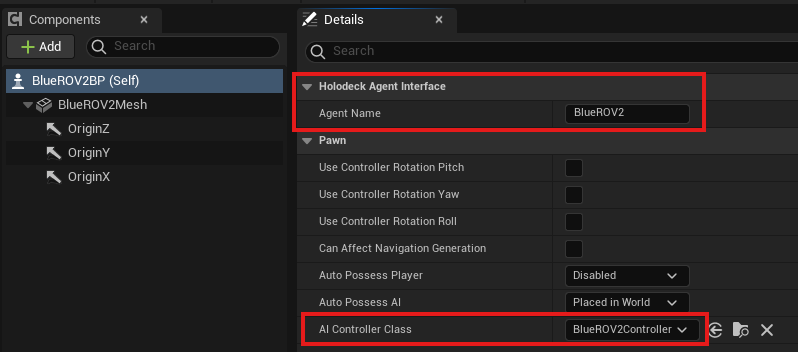 Components
Details
+ Add
Search
Search
BlueROV2BP (Self)
BlueROV2Mesh
OriginZ
OriginY
OriginX
Holodeck Agent Interface
Agent Name BlueROV2
Pawn
Use Controller Rotation Pitch
Use Controller Rotation Yaw
Use Controller Rotation Roll
Can Affect Navigation Generation
Auto Possess Player Disabled
Auto Possess AI Placed in World
AI Controller Class BlueROV2Controller